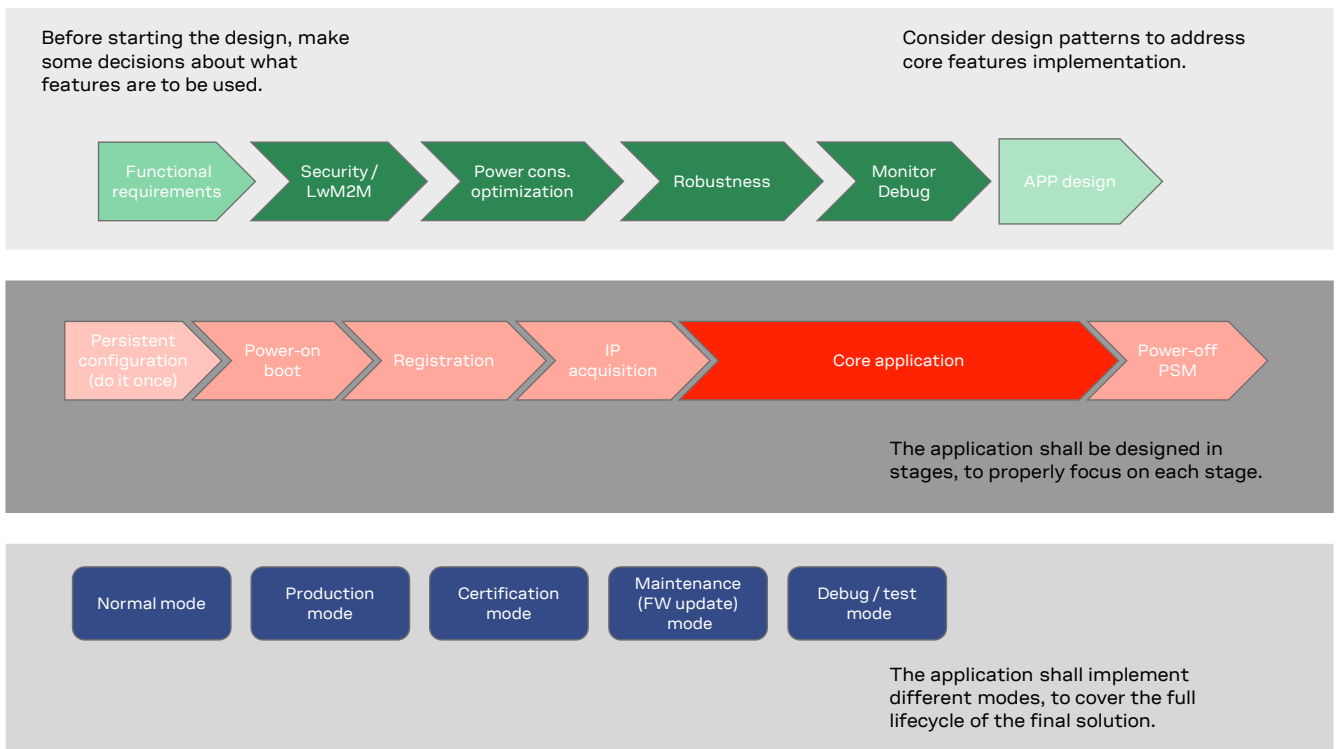 Before starting the design, make
some decisions about what
features are to be used.
Consider design patterns to address
core features implementation.
Functional
requirements
Security /
LwM2M
Power cons.
optimization
Robustness
Monitor
Debug
APP design
Persistent
configuration
(do it once)
Power-on
boot
Registration
IP
acquisition
Core application
Power-off
PSM
The application shall be designed in
stages, to properly focus on each stage.
Normal mode
Production
mode
Certification
mode
Maintenance
(FW update)
mode
Debug / test
mode
The application shall implement
different modes, to cover the full
lifecycle of the final solution.